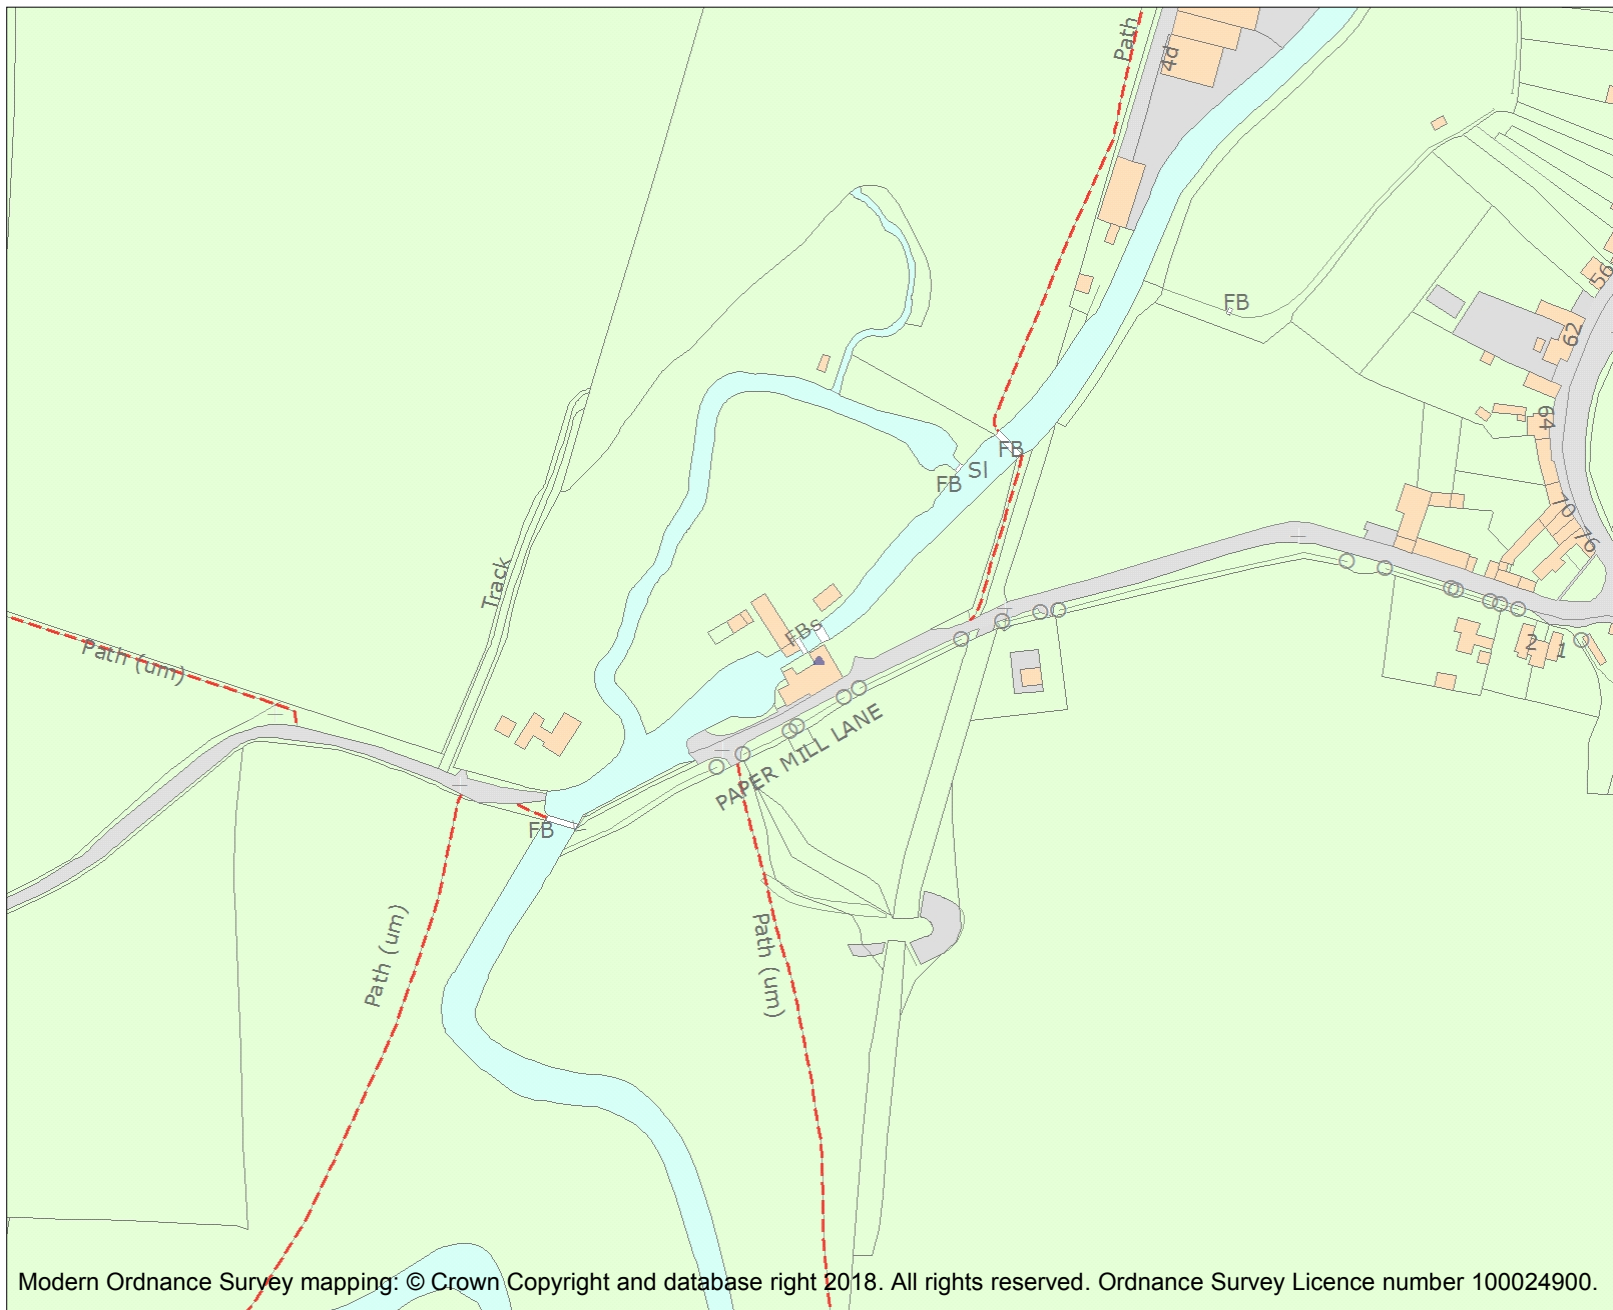 Path
4d
FB
56
62
64
FB
Sl
FB
70
76
Track
FBs
Path (um)
2
1
PAPER MILL LANE
FB
Path (um)
Path (um)
Modern Ordnance Survey mapping: © Crown Copyright and database right 2018. All rights reserved. Ordnance Survey Licence number 100024900.